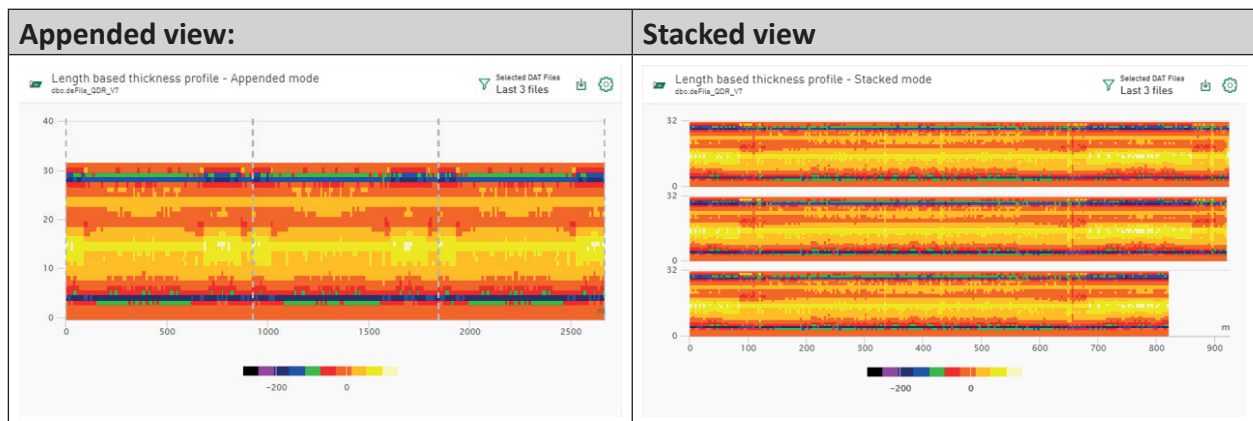 Appended view:
Stacked view
Length based thickness profile - Appended mode
dbo.deFile_QDR_V7
Selected DAT Files
Last 3 files
40
30
20
10
0
0 500 1000 1500 2000 2500 m
−200 0
Length based thickness profile - Stacked mode
dbo.deFile_QDR_V7
Selected DAT Files
Last 3 files
32
0
32
0
32
0
m
0 100 200 300 400 500 600 700 800 900
−200 0